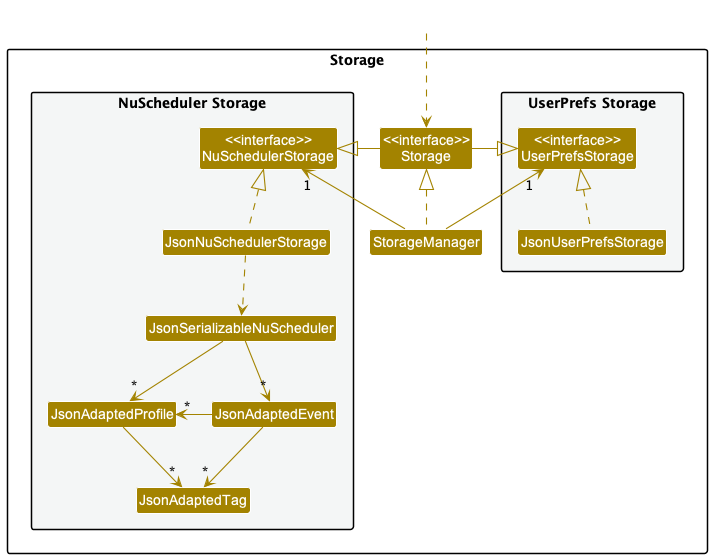 Storage
NuScheduler Storage
UserPrefs Storage
<<interface>>
NuSchedulerStorage
<<interface>>
Storage
<<interface>>
UserPrefsStorage
1
1
JsonNuSchedulerStorage
StorageManager
JsonUserPrefsStorage
JsonSerializableNuScheduler
*
*
JsonAdaptedProfile
*
JsonAdaptedEvent
*
*
JsonAdaptedTag